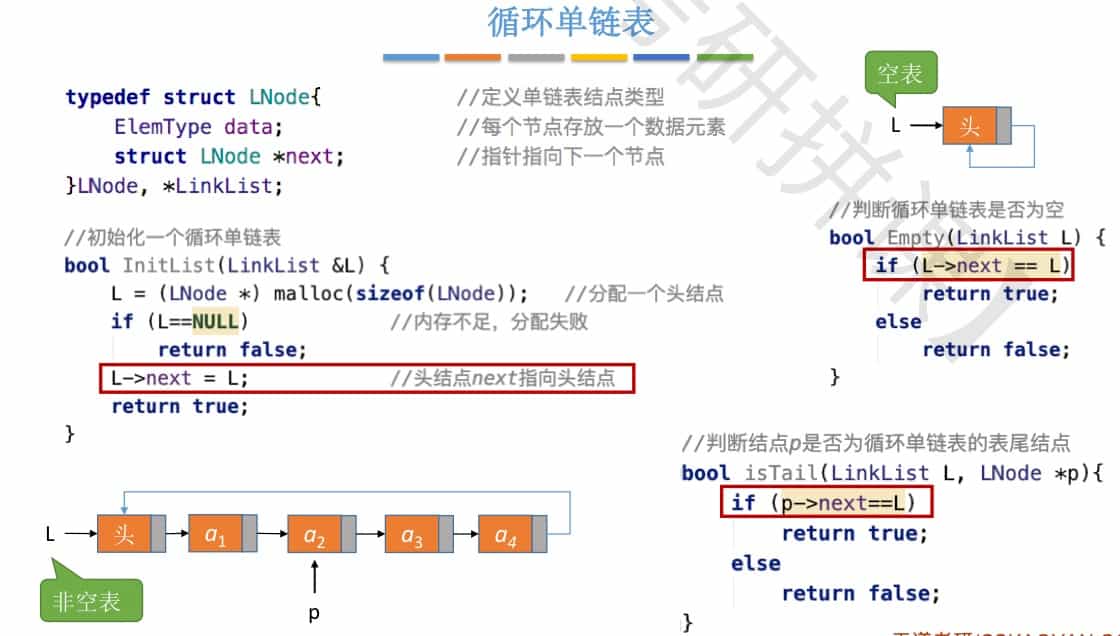 循环单链表
typedef struct LNode{ //定义单链表结点类型
ElemType data; //每个节点存放一个数据元素
struct LNode *next; //指针指向下一个节点
}LNode, *LinkList;
//初始化一个循环单链表
bool InitList(LinkList &L) {
L = (LNode *) malloc(sizeof(LNode)); //分配一个头结点
if (L==NULL) //内存不足，分配失败
return false;
L->next = L; //头结点next指向头结点
return true;
}
空表
L 头
//判断循环单链表是否为空
bool Empty(LinkList L) {
if (L->next == L)
return true;
else
return false;
}
L 头 a1 a2 a3 a4
非空表
p
//判断结点p是否为循环单链表的表尾结点
bool isTail(LinkList L, LNode *p){
if (p->next==L)
return true;
else
return false;
}
研拼课】